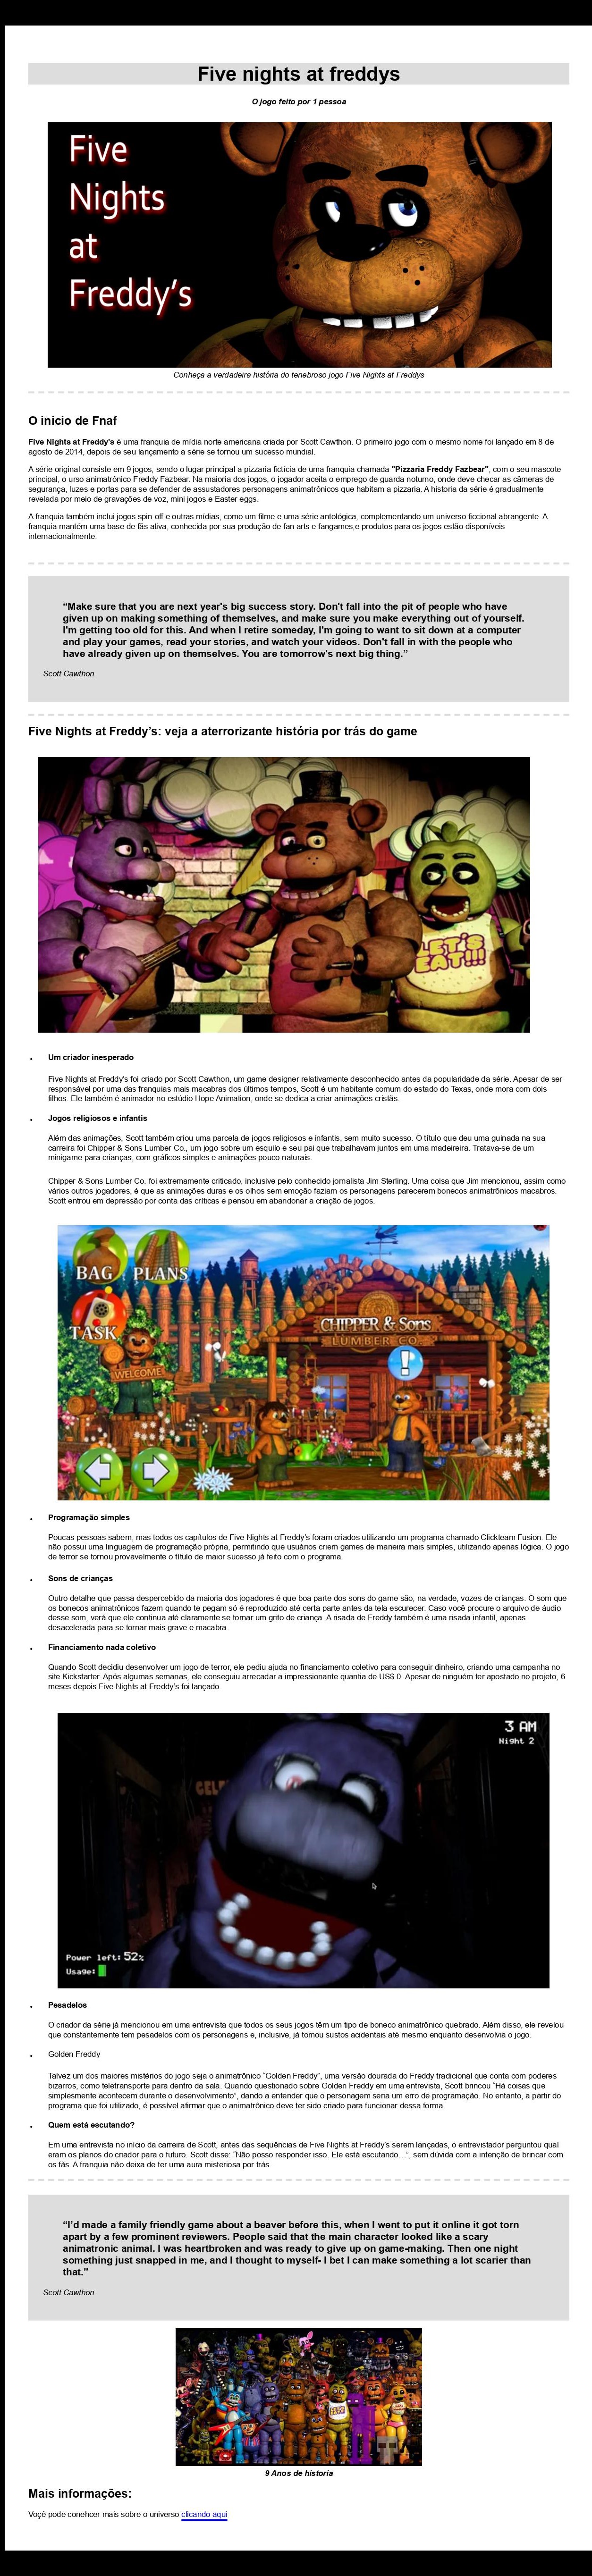 Five nights at freddys
O jogo feito por 1 pessoa
Five
Nights
at
Freddy's
Conheça a verdadeira história do tenebroso jogo Five Nights at Freddys
O inicio de Fnaf
Five Nights at Freddy's é uma franquia de mídia norte americana criada por Scott Cawthon. O primeiro jogo com o mesmo nome foi lançado em 8 de
agosto de 2014, depois de seu lançamento a série se tornou um sucesso mundial.
A série original consiste em 9 jogos, sendo o lugar principal a pizzaria fictícia de uma franquia chamada "Pizzaria Freddy Fazbear", com o seu mascote
principal, o urso animatrônico Freddy Fazbear. Na maioria dos jogos, o jogador aceita o emprego de guarda noturno, onde deve checar as câmeras de
segurança, luzes e portas para se defender de assustadores personagens animatrônicos que habitam a pizzaria. A historia da série é gradualmente
revelada por meio de gravações de voz, mini jogos e Easter eggs.
A franquia também inclui jogos spin-off e outras mídias, como um filme e uma série antológica, complementando um universo ficcional abrangente. A
franquia mantém uma base de fãs ativa, conhecida por sua produção de fan arts e fangames,e produtos para os jogos estão disponíveis
internacionalmente.
“Make sure that you are next year's big success story. Don't fall into the pit of people who have
given up on making something of themselves, and make sure you make everything out of yourself.
I'm getting too old for this. And when I retire someday, I'm going to want to sit down at a computer
and play your games, read your stories, and watch your videos. Don't fall in with the people who
have already given up on themselves. You are tomorrow's next big thing.”
Scott Cawthon
Five Nights at Freddy’s: veja a aterrorizante história por trás do game
LET'S
EAT!!!
Um criador inesperado
Five Nights at Freddy’s foi criado por Scott Cawthon, um game designer relativamente desconhecido antes da popularidade da série. Apesar de ser
responsável por uma das franquias mais macabras dos últimos tempos, Scott é um habitante comum do estado do Texas, onde mora com dois
filhos. Ele também é animador no estúdio Hope Animation, onde se dedica a criar animações cristãs.
Jogos religiosos e infantis
Além das animações, Scott também criou uma parcela de jogos religiosos e infantis, sem muito sucesso. O título que deu uma guinada na sua
carreira foi Chipper & Sons Lumber Co., um jogo sobre um esquilo e seu pai que trabalhavam juntos em uma madeireira. Tratava-se de um
minigame para crianças, com gráficos simples e animações pouco naturais.
Chipper & Sons Lumber Co. foi extremamente criticado, inclusive pelo conhecido jornalista Jim Sterling. Uma coisa que Jim mencionou, assim como
vários outros jogadores, é que as animações duras e os olhos sem emoção faziam os personagens parecerem bonecos animatrônicos macabros.
Scott entrou em depressão por conta das críticas e pensou em abandonar a criação de jogos.
BAG PLANS
TASK
WELCOME
CHIPPER & SONS
LUMBER CO.
!
Programação simples
Poucas pessoas sabem, mas todos os capítulos de Five Nights at Freddy’s foram criados utilizando um programa chamado Clickteam Fusion. Ele
não possui uma linguagem de programação própria, permitindo que usuários criem games de maneira mais simples, utilizando apenas lógica. O jogo
de terror se tornou provavelmente o título de maior sucesso já feito com o programa.
Sons de crianças
Outro detalhe que passa despercebido da maioria dos jogadores é que boa parte dos sons do game são, na verdade, vozes de crianças. O som que
os bonecos animatrônicos fazem quando te pegam só é reproduzido até certa parte antes da tela escurecer. Caso você procure o arquivo de áudio
desse som, verá que ele continua até claramente se tornar um grito de criança. A risada de Freddy também é uma risada infantil, apenas
desacelerada para se tornar mais grave e macabra.
Financiamento nada coletivo
Quando Scott decidiu desenvolver um jogo de terror, ele pediu ajuda no financiamento coletivo para conseguir dinheiro, criando uma campanha no
site Kickstarter. Após algumas semanas, ele conseguiu arrecadar a impressionante quantia de US$ 0. Apesar de ninguém ter apostado no projeto, 6
meses depois Five Nights at Freddy’s foi lançado.
3 AM
Night 2
Power left: 52%
Usage:
Pesadelos
O criador da série já mencionou em uma entrevista que todos os seus jogos têm um tipo de boneco animatrônico quebrado. Além disso, ele revelou
que constantemente tem pesadelos com os personagens e, inclusive, já tomou sustos acidentais até mesmo enquanto desenvolvia o jogo.
Golden Freddy
Talvez um dos maiores mistérios do jogo seja o animatrônico “Golden Freddy”, uma versão dourada do Freddy tradicional que conta com poderes
bizarros, como teletransporte para dentro da sala. Quando questionado sobre Golden Freddy em uma entrevista, Scott brincou “Há coisas que
simplesmente acontecem durante o desenvolvimento”, dando a entender que o personagem seria um erro de programação. No entanto, a partir do
programa que foi utilizado, é possível afirmar que o animatrônico deve ter sido criado para funcionar dessa forma.
Quem está escutando?
Em uma entrevista no início da carreira de Scott, antes das sequências de Five Nights at Freddy’s serem lançadas, o entrevistador perguntou qual
eram os planos do criador para o futuro. Scott disse: “Não posso responder isso. Ele está escutando…”, sem dúvida com a intenção de brincar com
os fãs. A franquia não deixa de ter uma aura misteriosa por trás.
“I’d made a family friendly game about a beaver before this, when I went to put it online it got torn
apart by a few prominent reviewers. People said that the main character looked like a scary
animatronic animal. I was heartbroken and was ready to give up on game-making. Then one night
something just snapped in me, and I thought to myself- I bet I can make something a lot scarier than
that.”
Scott Cawthon
9 Anos de historia
Mais informações:
Voçê pode conehcer mais sobre o universo clicando aqui